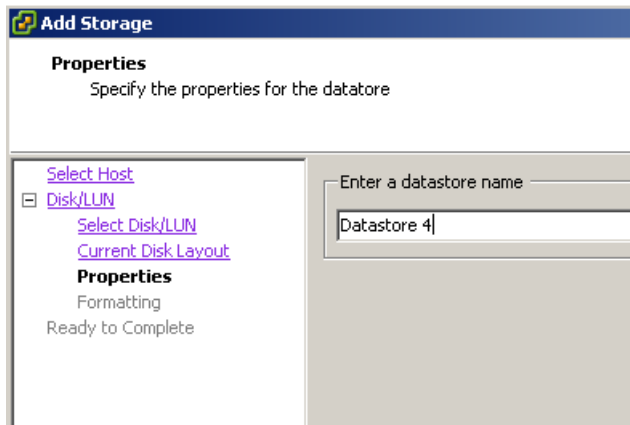 Add Storage
Properties
Specify the properties for the datatore
Select Host
Disk/LUN
Select Disk/LUN
Current Disk Layout
Properties
Formatting
Ready to Complete
Enter a datastore name
Datastore 4